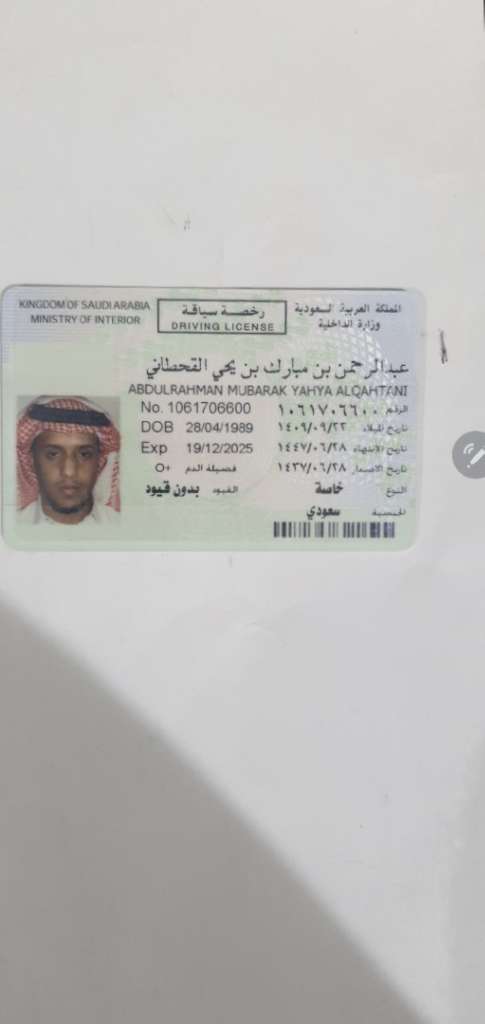 KINGDOM OF SAUDI ARABIA
MINISTRY OF INTERIOR
رخصة سياقة
DRIVING LICENSE
المملكة العربية السعودية
وزارة الداخلية
عبدالرحمن بن مبارك بن يحي القحطاني
ABDULRAHMAN MUBARAK YAHYA ALQAHTANI
No. 1061706600 الرقم ١٠٦١٧٠٦٦٠٠
DOB 28/04/1989 تاريخ الميلاد ١٤٠٩/٠٩/٢٢
Exp 19/12/2025 تاريخ الانتهاء ١٤٤٧/٠٦/٢٨
O+ فصيلة الدم تاريخ الاصدار ١٤٣٧/٠٦/٢٨
القيود بدون قيود النوع خاصة
الجنسية سعودي